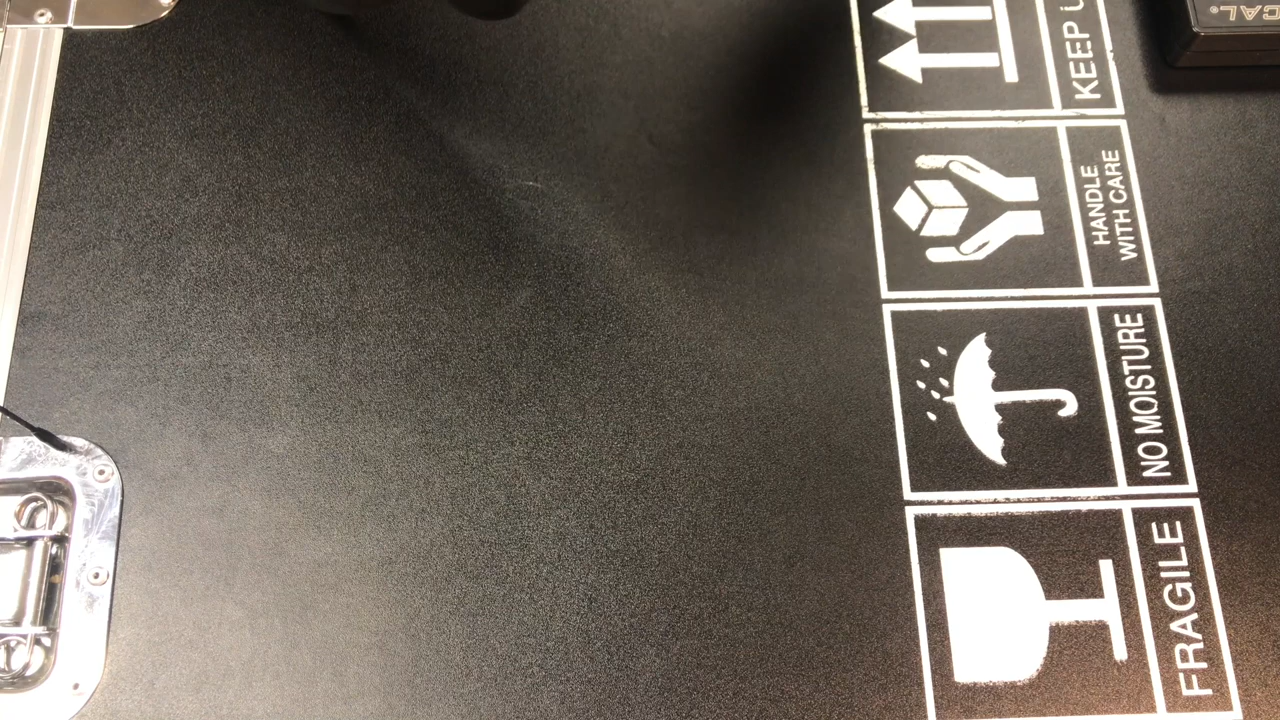 FRAGILE
NO MOISTURE
HANDLE
WITH CARE
KEEP